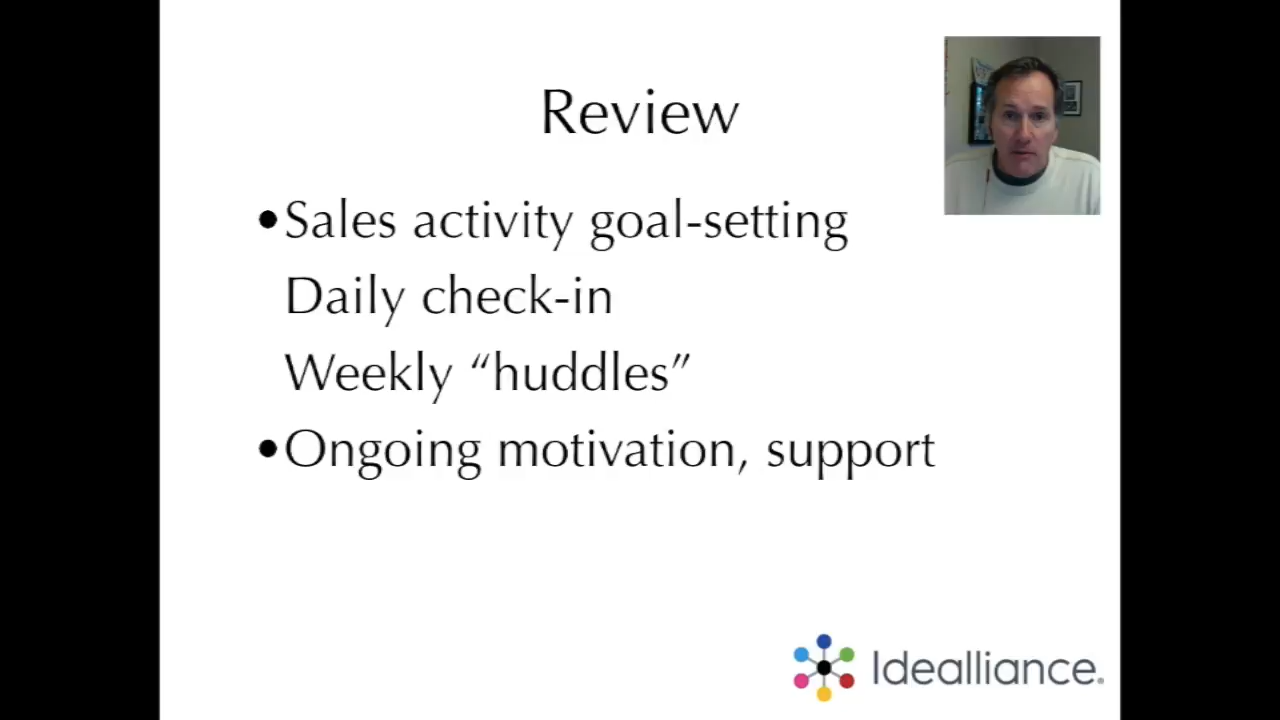 Review
•Sales activity goal-setting
Daily check-in
Weekly “huddles”
•Ongoing motivation, support
Idealliance.